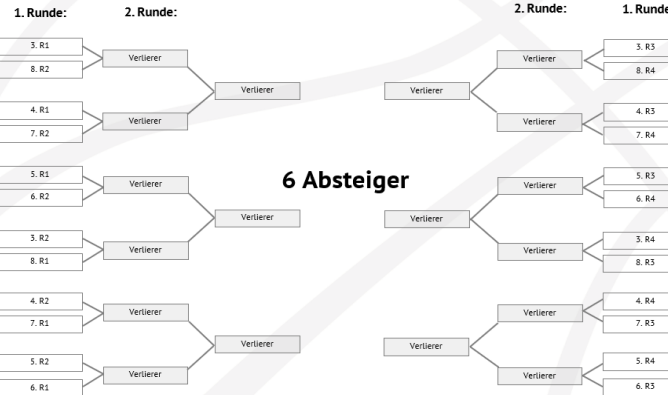 1. Runde:
2. Runde:
2. Runde:
1. Runde
3. R1
8. R2
4. R1
7. R2
5. R1
6. R2
3. R2
8. R1
4. R2
7. R1
5. R2
6. R1
Verlierer
Verlierer
Verlierer
Verlierer
Verlierer
Verlierer
Verlierer
Verlierer
Verlierer
6 Absteiger
Verlierer
Verlierer
Verlierer
Verlierer
Verlierer
Verlierer
Verlierer
Verlierer
Verlierer
3. R3
8. R4
4. R3
7. R4
5. R3
6. R4
3. R4
8. R3
4. R4
7. R3
5. R4
6. R3